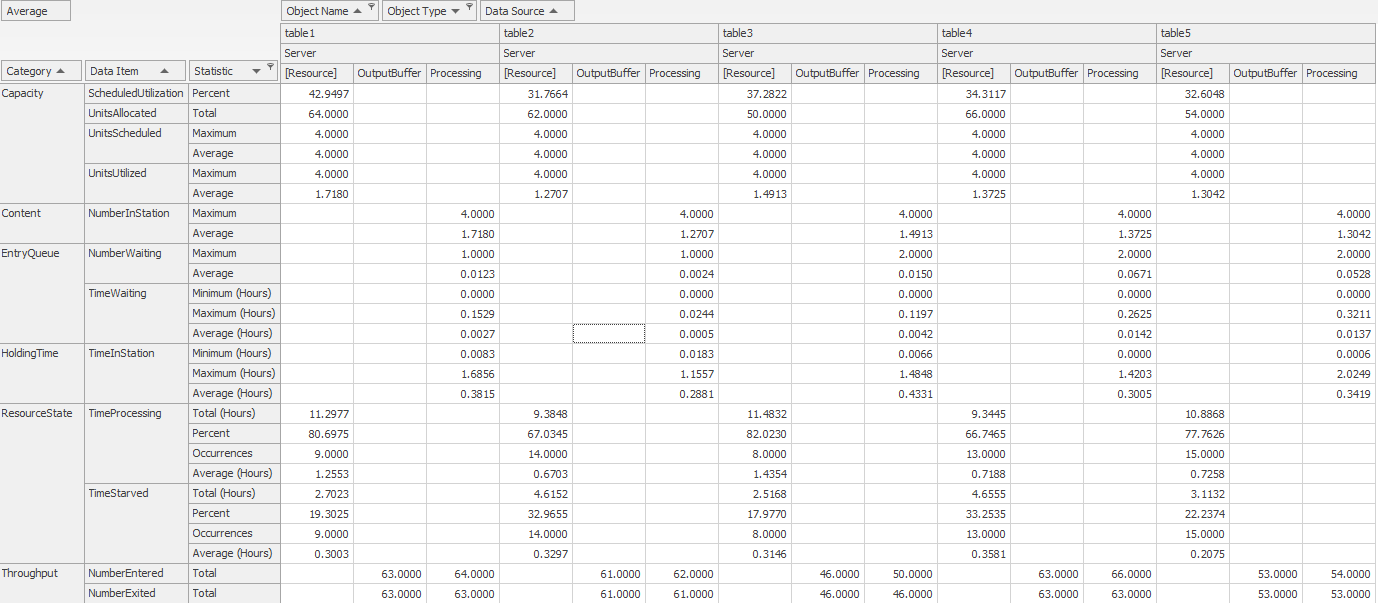 Average Object Name Object Type Data Source
table1 table2 table3 table4 table5
Server Server Server Server Server
Category Data Item Statistic [Resource] OutputBuffer Processing [Resource] OutputBuffer Processing [Resource] OutputBuffer Processing [Resource] OutputBuffer Processing [Resource] OutputBuffer Processing
Capacity ScheduledUtilization Percent 42.9497 31.7664 37.2822 34.3117 32.6048
UnitsAllocated Total 64.0000 62.0000 50.0000 66.0000 54.0000
UnitsScheduled Maximum 4.0000 4.0000 4.0000 4.0000 4.0000
Average 4.0000 4.0000 4.0000 4.0000 4.0000
UnitsUtilized Maximum 4.0000 4.0000 4.0000 4.0000 4.0000
Average 1.7180 1.2707 1.4913 1.3725 1.3042
Content NumberInStation Maximum 4.0000 4.0000 4.0000 4.0000 4.0000
Average 1.7180 1.2707 1.4913 1.3725 1.3042
EntryQueue NumberWaiting Maximum 1.0000 1.0000 2.0000 2.0000 2.0000
Average 0.0123 0.0024 0.0150 0.0671 0.0528
TimeWaiting Minimum (Hours) 0.0000 0.0000 0.0000 0.0000 0.0000
Maximum (Hours) 0.1529 0.0244 0.1197 0.2625 0.3211
Average (Hours) 0.0027 0.0005 0.0042 0.0142 0.0137
HoldingTime TimeInStation Minimum (Hours) 0.0083 0.0183 0.0066 0.0000 0.0006
Maximum (Hours) 1.6856 1.1557 1.4848 1.4203 2.0249
Average (Hours) 0.3815 0.2881 0.4331 0.3005 0.3419
ResourceState TimeProcessing Total (Hours) 11.2977 9.3848 11.4832 9.3445 10.8868
Percent 80.6975 67.0345 82.0230 66.7465 77.7626
Occurrences 9.0000 14.0000 8.0000 13.0000 15.0000
Average (Hours) 1.2553 0.6703 1.4354 0.7188 0.7258
TimeStarved Total (Hours) 2.7023 4.6152 2.5168 4.6555 3.1132
Percent 19.3025 32.9655 17.9770 33.2535 22.2374
Occurrences 9.0000 14.0000 8.0000 13.0000 15.0000
Average (Hours) 0.3003 0.3297 0.3146 0.3581 0.2075
Throughput NumberEntered Total 63.0000 64.0000 61.0000 62.0000 46.0000 50.0000 63.0000 66.0000 53.0000 54.0000
NumberExited Total 63.0000 63.0000 61.0000 61.0000 46.0000 46.0000 63.0000 63.0000 53.0000 53.0000